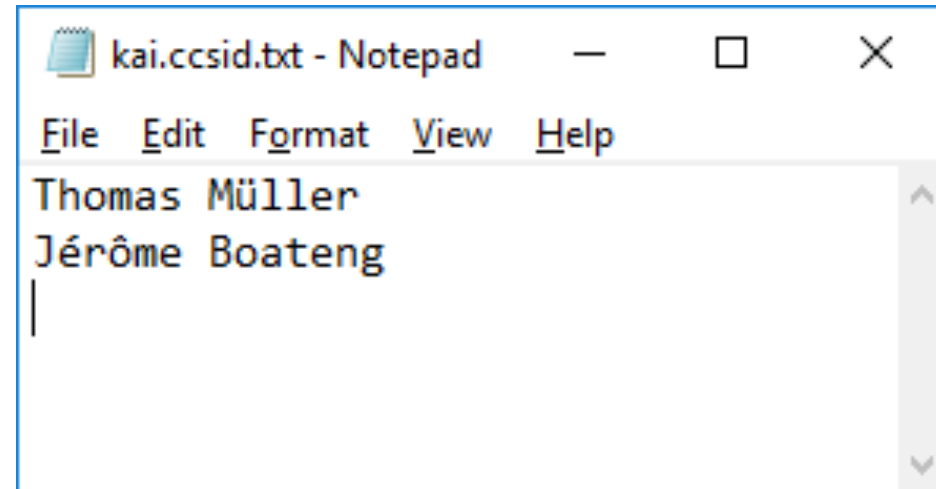 kai.ccsid.txt - Notepad
File Edit Format View Help
Thomas Müller
Jérôme Boateng